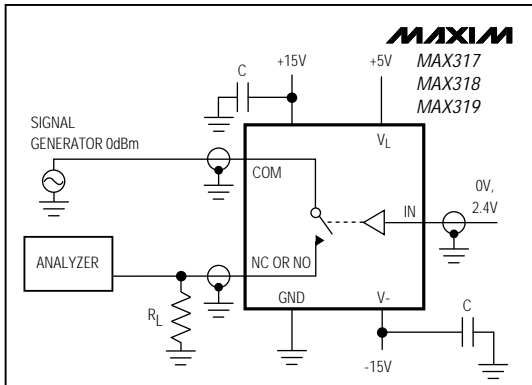 MAXIM
MAX317
MAX318
MAX319
+15V
+5V
C
SIGNAL
GENERATOR 0dBm
VL
COM
0V,
2.4V
IN
ANALYZER
NC OR NO
GND
V-
C
RL
-15V